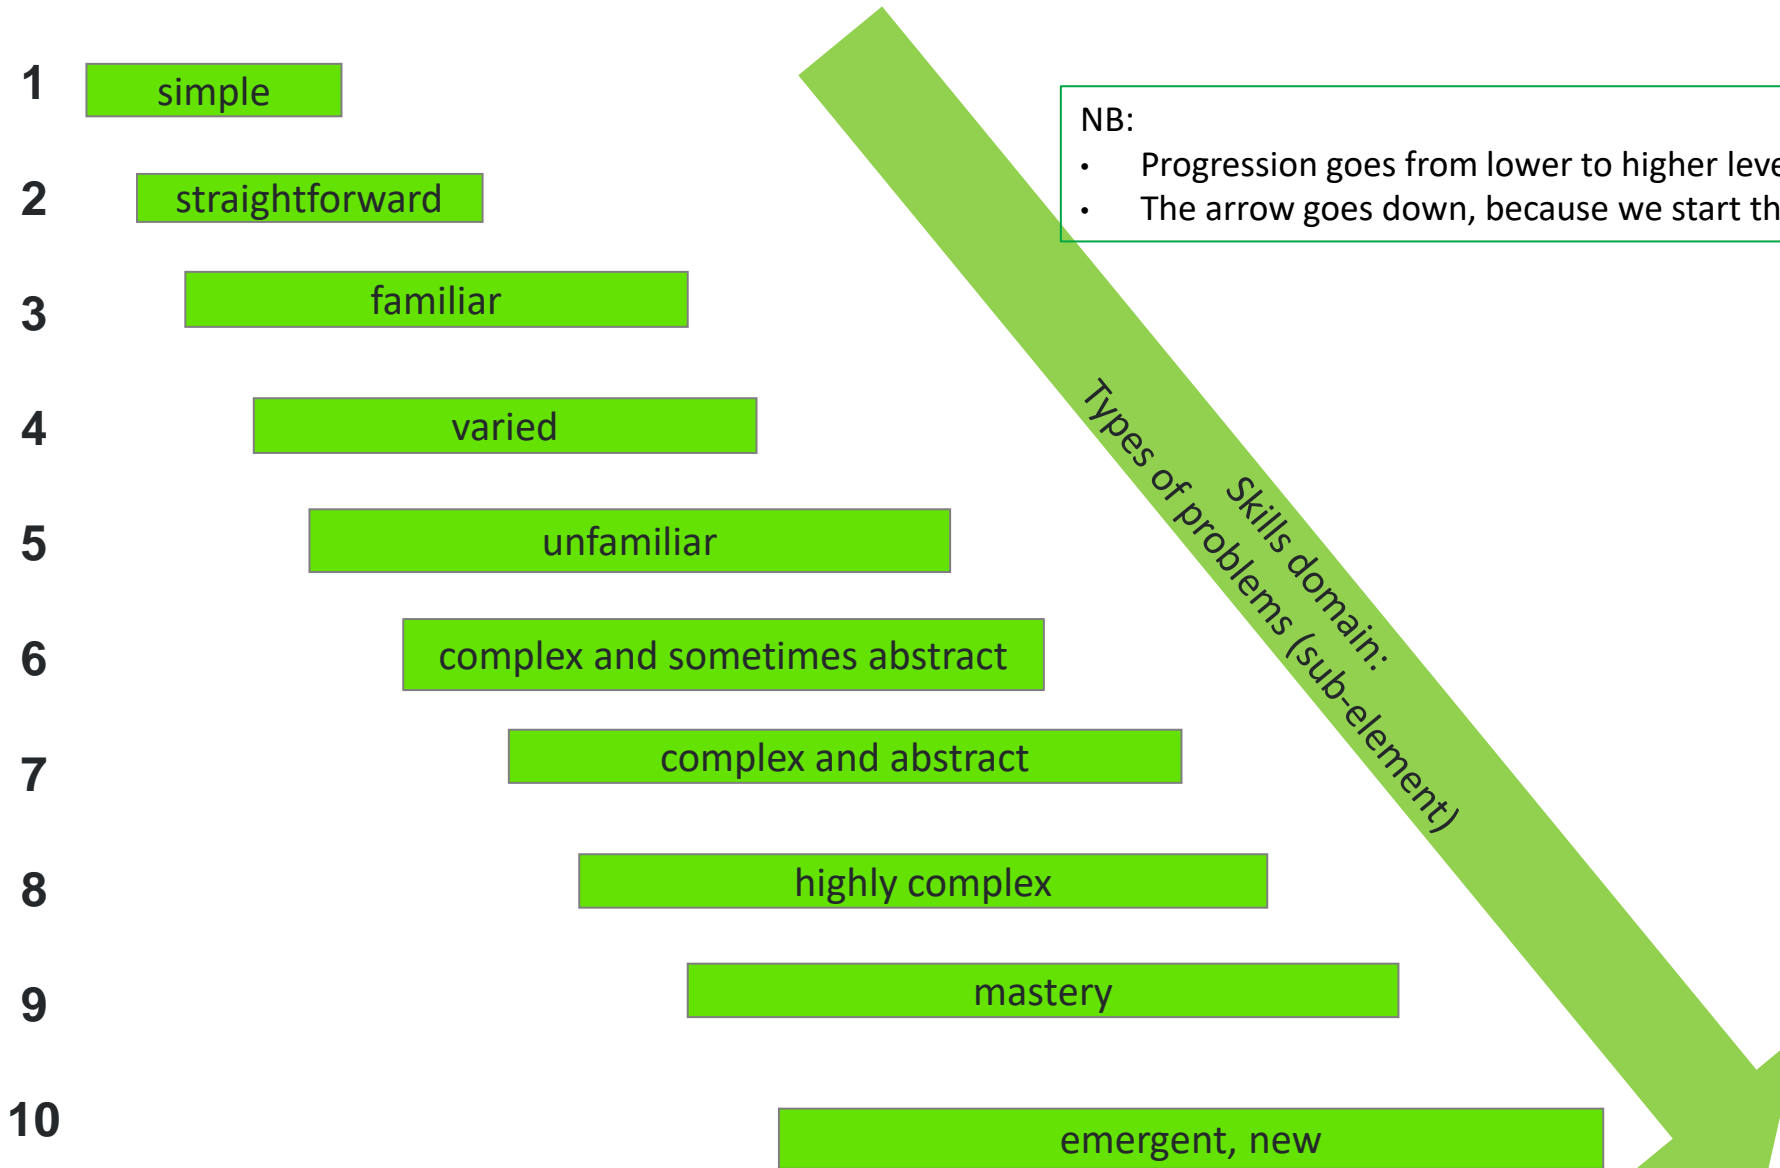 1
simple
2
straightforward
3
familiar
4
varied
5
unfamiliar
6
complex and sometimes abstract
7
complex and abstract
8
highly complex
9
mastery
10
emergent, new
NB:
• Progression goes from lower to higher
• The arrow goes down, because we start
Skills domain:
Types of problems (sub-element)